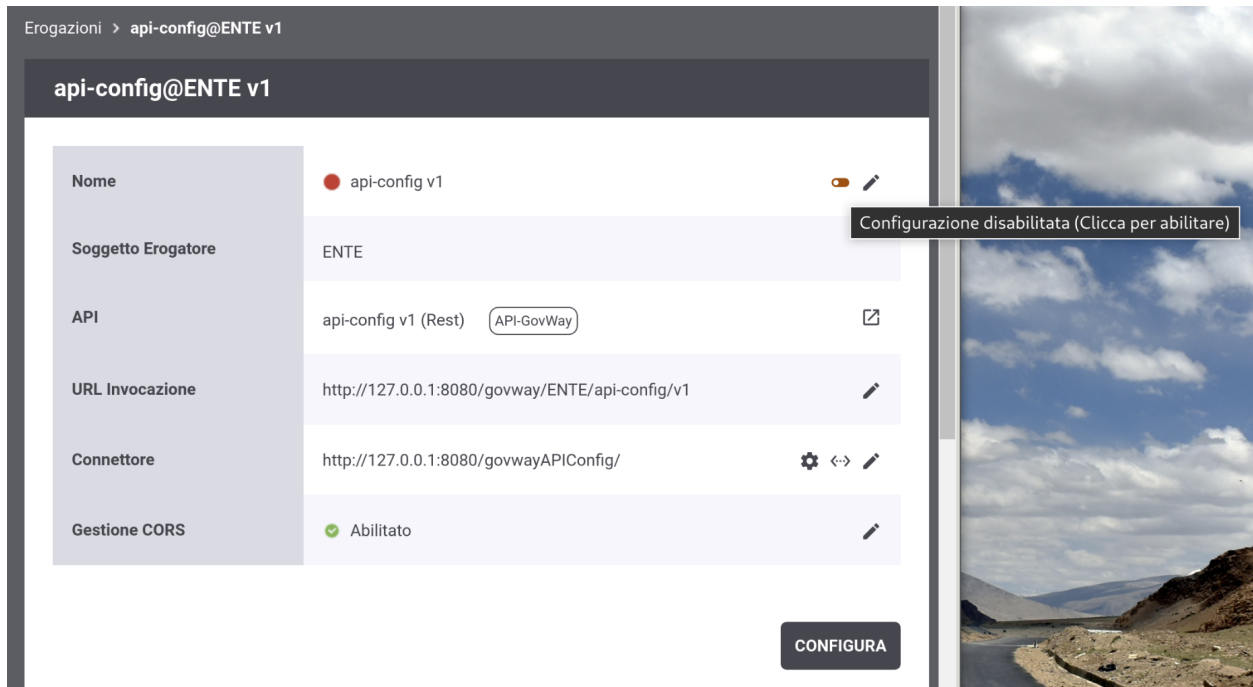 Erogazioni > api-config@ENTE v1
api-config@ENTE v1
Nome api-config v1
Configurazione disabilitata (Clicca per abilitare)
Soggetto Erogatore ENTE
API api-config v1 (Rest) API-GovWay
URL Invocazione http://127.0.0.1:8080/govway/ENTE/api-config/v1
Connettore http://127.0.0.1:8080/govwayAPIConfig/
Gestione CORS Abilitato
CONFIGURA